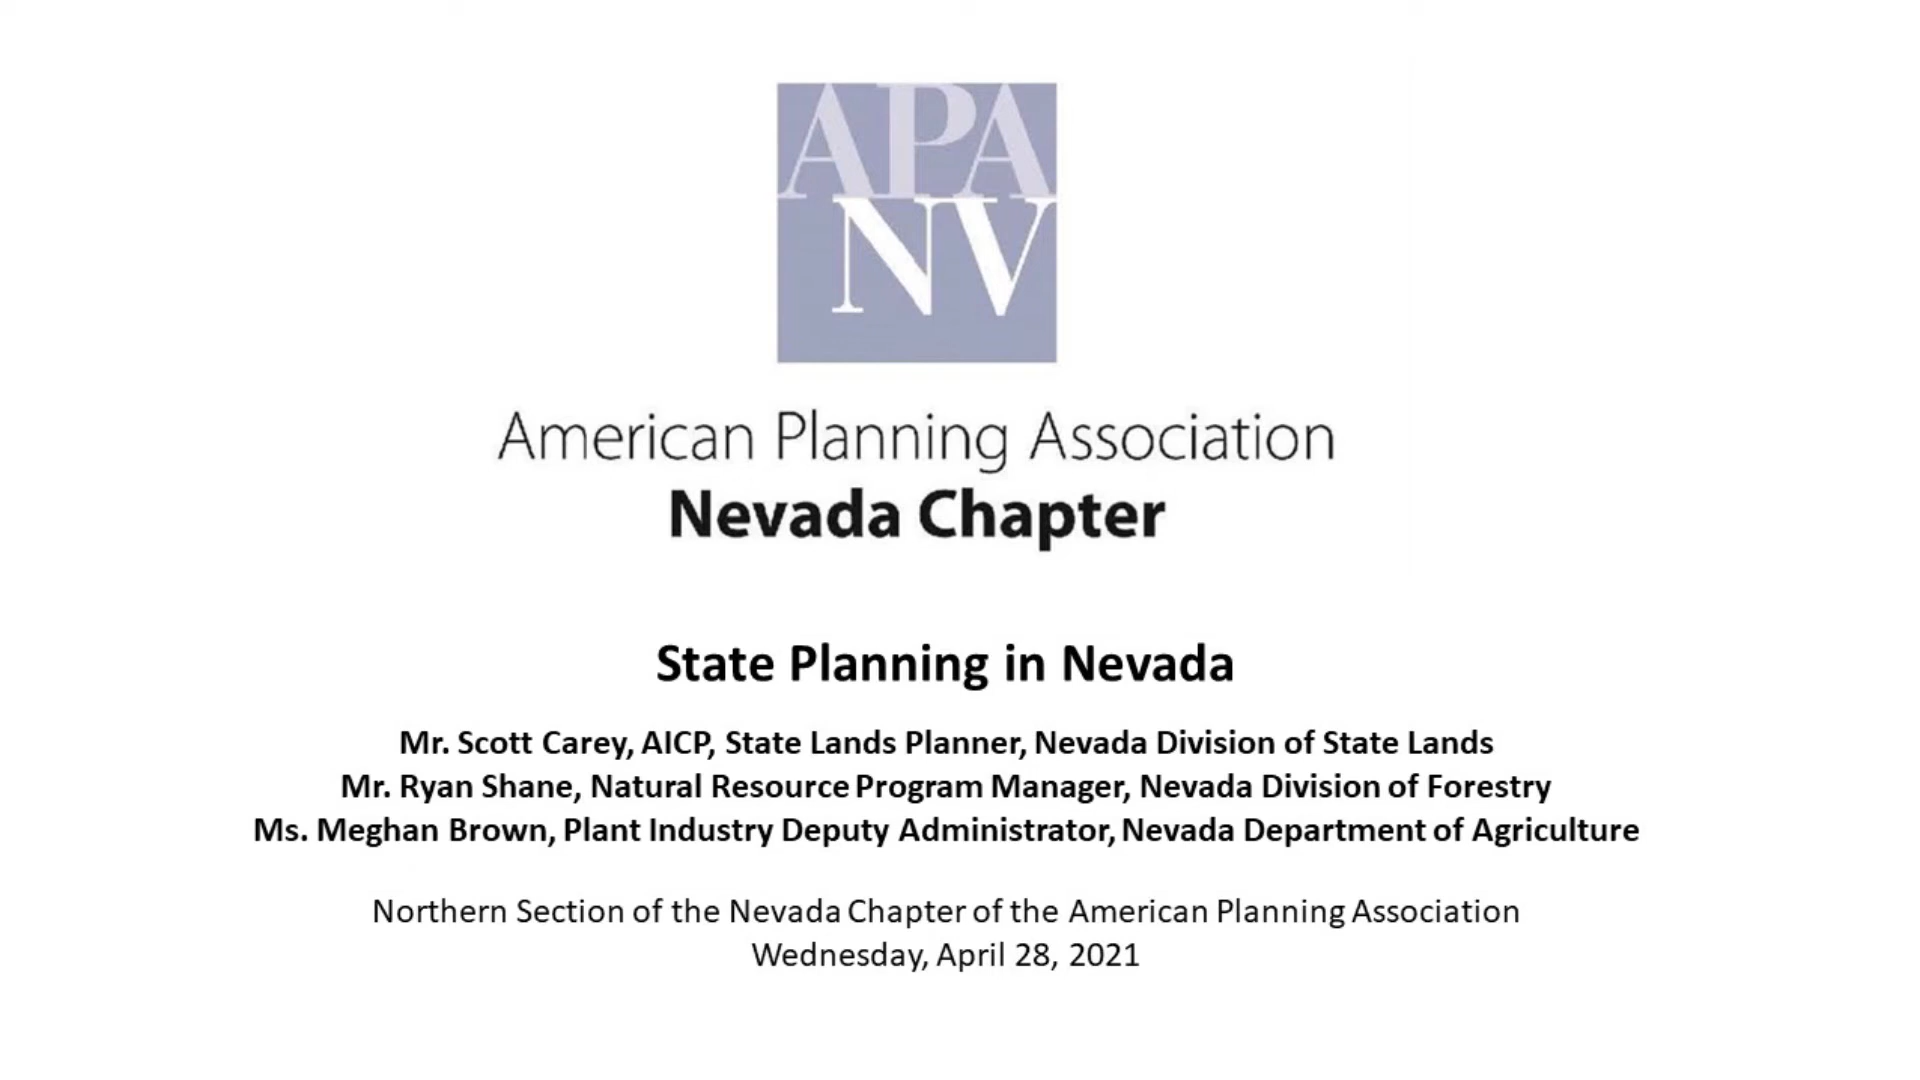 APA
NV
American Planning Association
Nevada Chapter
State Planning in Nevada
Mr. Scott Carey, AICP, State Lands Planner, Nevada Division of State Lands
Mr. Ryan Shane, Natural Resource Program Manager, Nevada Division of Forestry
Ms. Meghan Brown, Plant Industry Deputy Administrator, Nevada Department of Agriculture
Northern Section of the Nevada Chapter of the American Planning Association
Wednesday, April 28, 2021